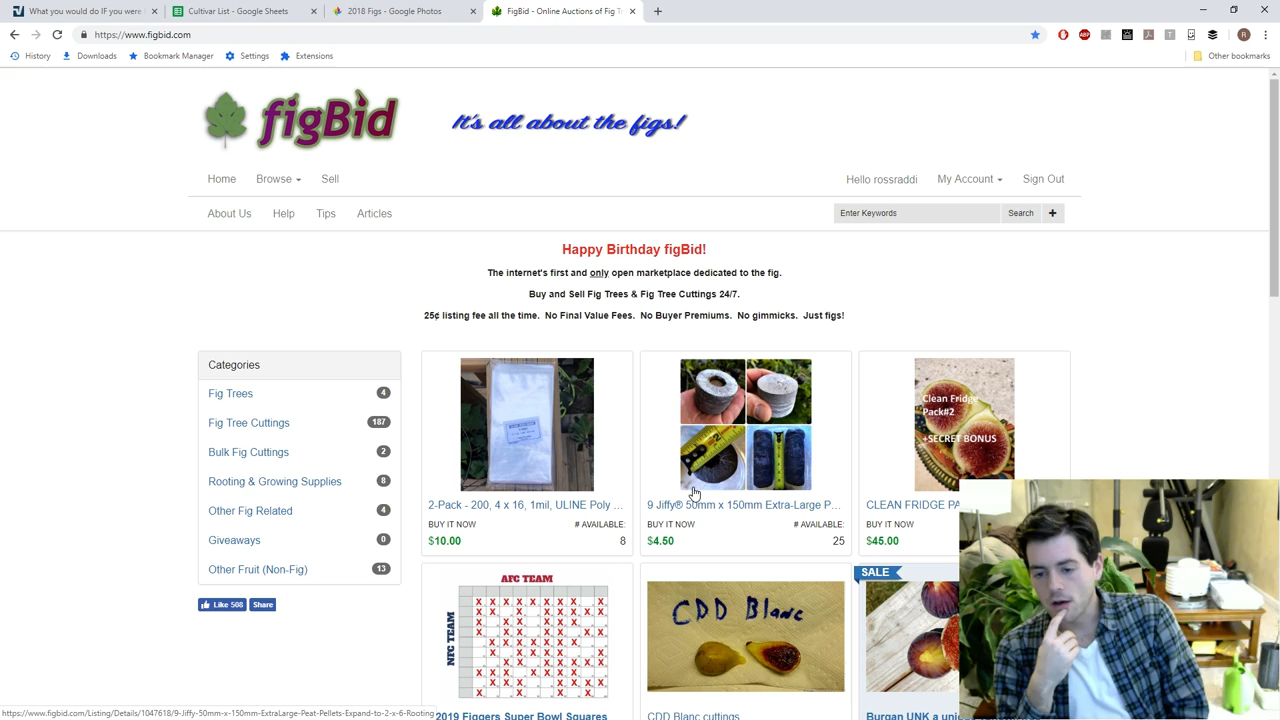 What you would do IF you were b
Cultivar List - Google Sheets
2018 Figs - Google Photos
FigBid - Online Auctions of Fig Tr
https://www.figbid.com
History
Downloads
Bookmark Manager
Settings
Extensions
Other bookmarks
figBid
It's all about the figs!
Home
Browse
Sell
Hello rossraddi
My Account
Sign Out
About Us
Help
Tips
Articles
Enter Keywords
Search
Happy Birthday figBid!
The internet's first and only open marketplace dedicated to the fig.
Buy and Sell Fig Trees & Fig Tree Cuttings 24/7.
25¢ listing fee all the time. No Final Value Fees. No Buyer Premiums. No gimmicks. Just figs!
Categories
Fig Trees 4
Fig Tree Cuttings 187
Bulk Fig Cuttings 2
Rooting & Growing Supplies 8
Other Fig Related 4
Giveaways 0
Other Fruit (Non-Fig) 13
Like 508
Share
2-Pack - 200, 4 x 16, 1mil, ULINE Poly ...
BUY IT NOW # AVAILABLE:
$10.00 8
9 Jiffy® 50mm x 150mm Extra-Large P...
BUY IT NOW # AVAILABLE:
$4.50 25
Clean Fridge
Pack#2
+SECRET BONUS
CLEAN FRIDGE PA
BUY IT NOW
$45.00
AFC TEAM
NFC TEAM
2019 Figgers Super Bowl Squares
CDD Blanc
CDD Blanc cuttings
SALE
Burgan UNK a
https://www.figbid.com/Listing/Details/1047618/9-Jiffy-50mm-x-150mm-ExtraLarge-Peat-Pellets-Expand-to-2-x-6-Rooting